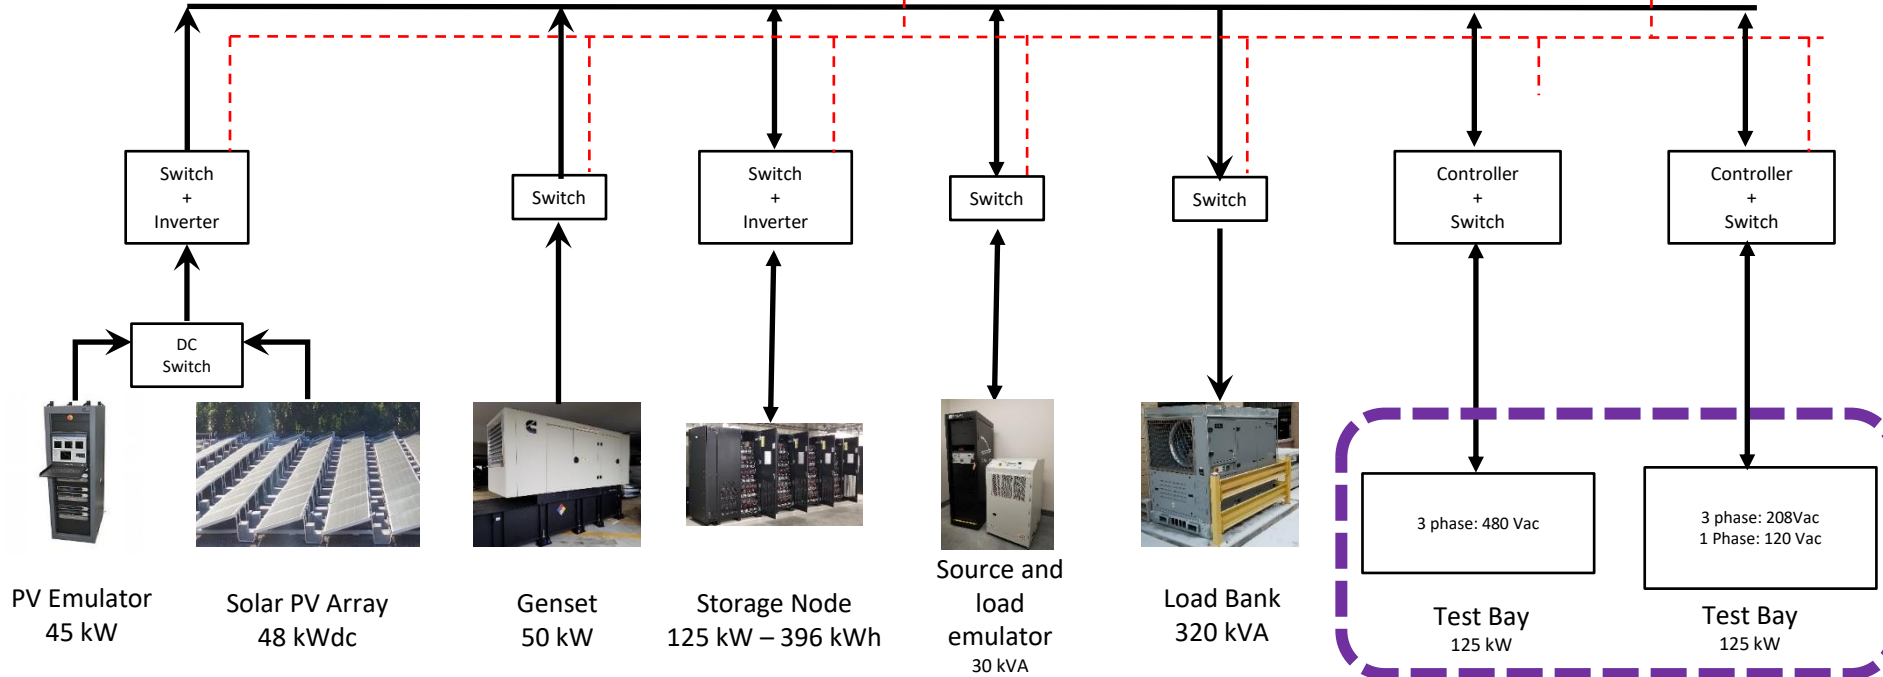 Switch
+
Inverter
Switch
Switch
+
Inverter
Switch
Switch
Controller
+
Switch
Controller
+
Switch
DC
Switch
3 phase: 480 Vac
3 phase: 208Vac
1 Phase: 120 Vac
PV Emulator
45 kW
Solar PV Array
48 kWdc
Genset
50 kW
Storage Node
125 kW – 396 kWh
Source and
load
emulator
30 kVA
Load Bank
320 kVA
Test Bay
125 kW
Test Bay
125 kW